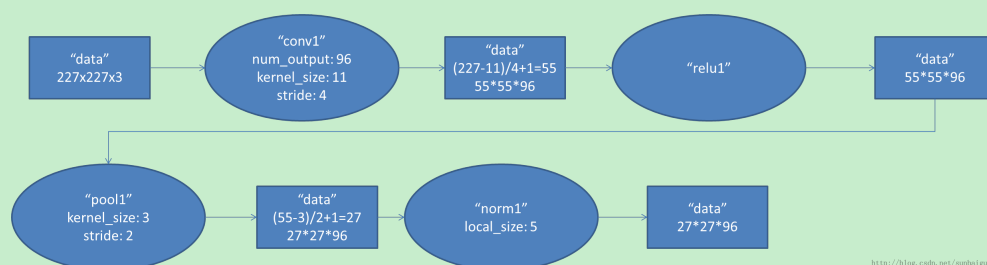 “data”
227x227x3
“conv1”
num_output: 96
kernel_size: 11
stride: 4
“data”
(227-11)/4+1=55
55*55*96
“relu1”
“data”
55*55*96
“pool1”
kernel_size: 3
stride: 2
“data”
(55-3)/2+1=27
27*27*96
“norm1”
local_size: 5
“data”
27*27*96